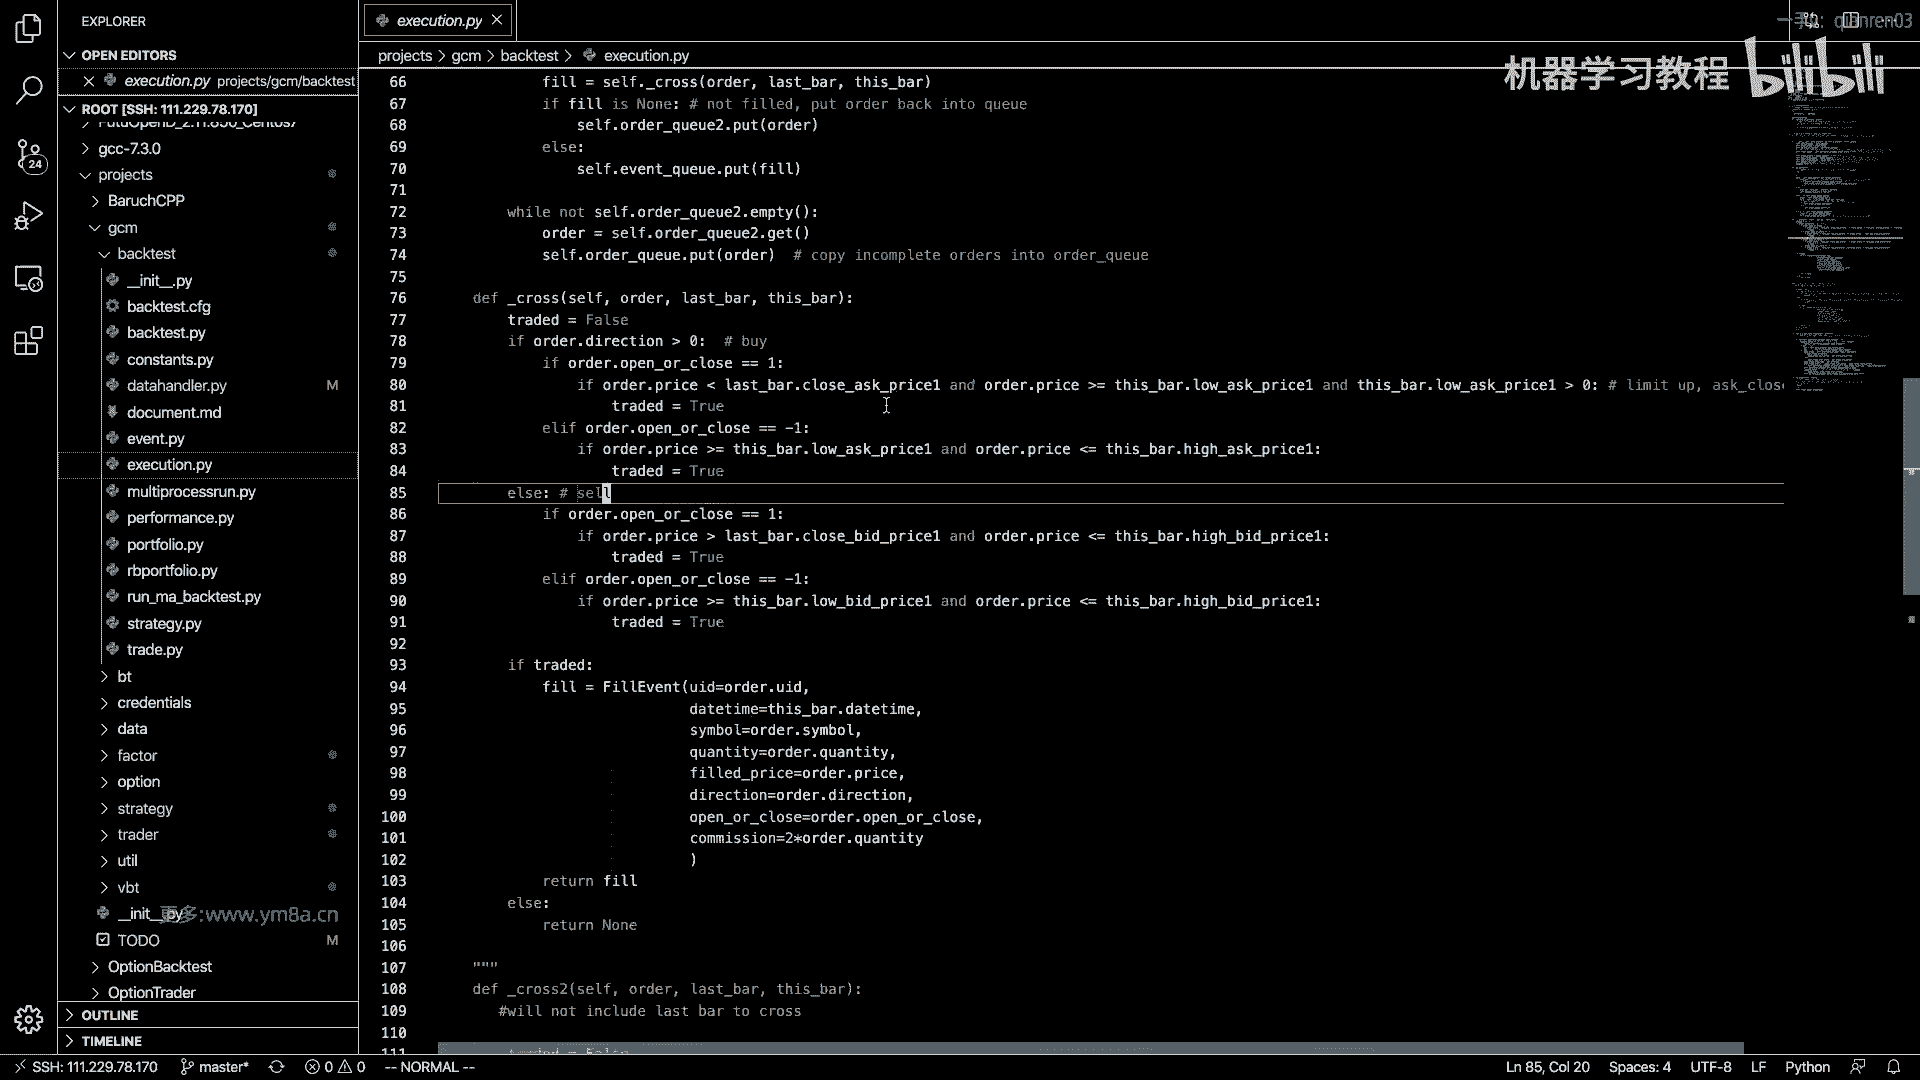 EXPLORER
OPEN EDITORS
execution.py projects/gcm/backtest
ROOT [SSH: 111.229.78.170]
FutuOpenD_2.11.850_Centos7
gcc-7.3.0
projects
BaruchCPP
gcm
backtest
__init__.py
backtest.cfg
backtest.py
constants.py
datahandler.py M
document.md
event.py
execution.py
multiprocessrun.py
performance.py
portfolio.py
rbportfolio.py
run_ma_backtest.py
strategy.py
trade.py
bt
credentials
data
factor
option
strategy
trader
util
vbt
__init__.py
更多:www.ym8a.cn
TODO M
OptionBacktest
OptionTrader
OUTLINE
TIMELINE
24
execution.py
qianren03
机器学习教程 bilibili
projects > gcm > backtest > execution.py
66 fill = self._cross(order, last_bar, this_bar)
67 if fill is None: # not filled, put order back into queue
68 self.order_queue2.put(order)
69 else:
70 self.event_queue.put(fill)
71
72 while not self.order_queue2.empty():
73 order = self.order_queue2.get()
74 self.order_queue.put(order)  # copy incomplete orders into order_queue
75
76 def _cross(self, order, last_bar, this_bar):
77 traded = False
78 if order.direction > 0:  # buy
79 if order.open_or_close == 1:
80 if order.price < last_bar.close_ask_price1 and order.price >= this_bar.low_ask_price1 and this_bar.low_ask_price1 > 0: # limit up, ask_close
81 traded = True
82 elif order.open_or_close == -1:
83 if order.price >= this_bar.low_ask_price1 and order.price <= this_bar.high_ask_price1:
84 traded = True
85 else: # sell
86 if order.open_or_close == 1:
87 if order.price > last_bar.close_bid_price1 and order.price <= this_bar.high_bid_price1:
88 traded = True
89 elif order.open_or_close == -1:
90 if order.price >= this_bar.low_bid_price1 and order.price <= this_bar.high_bid_price1:
91 traded = True
92
93 if traded:
94 fill = FillEvent(uid=order.uid,
95 datetime=this_bar.datetime,
96 symbol=order.symbol,
97 quantity=order.quantity,
98 filled_price=order.price,
99 direction=order.direction,
100 open_or_close=order.open_or_close,
101 commission=2*order.quantity
102 )
103 return fill
104 else:
105 return None
106
107 """
108 def _cross2(self, order, last_bar, this_bar):
109 #will not include last bar to cross
110
SSH: 111.229.78.170 master* 0 0 -- NORMAL -- Ln 85, Col 20 Spaces: 4 UTF-8 LF Python